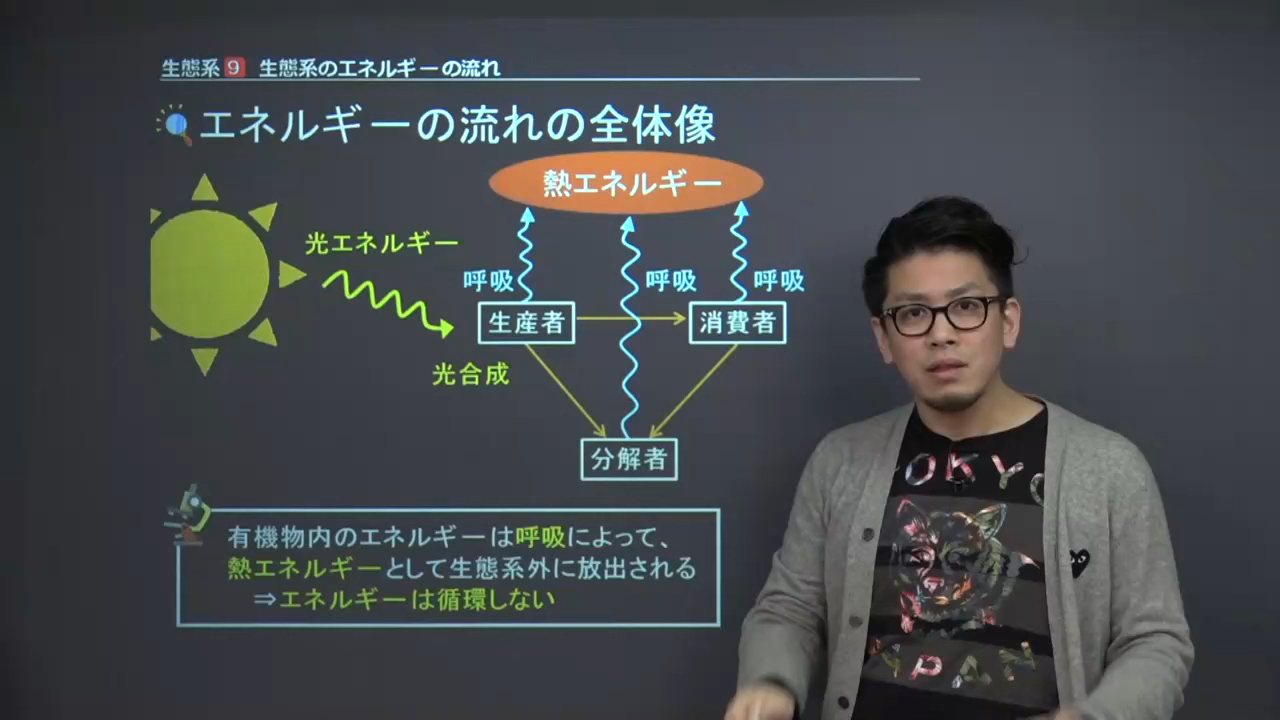 生態系 9 生態系のエネルギーの流れ
エネルギーの流れの全体像
熱エネルギー
光エネルギー
呼吸
呼吸
呼吸
生産者
消費者
光合成
分解者
有機物内のエネルギーは呼吸によって、
熱エネルギーとして生態系外に放出される
⇒エネルギーは循環しない
TOKYO
JAPAN